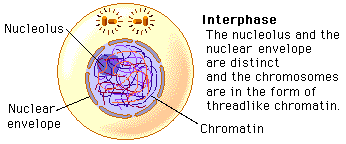 Interphase
Nucleolus
The nucleolus and the
nuclear envelope
are distinct
and the chromosomes
are in the form of
threadlike chromatin.
Nuclear
envelope
Chromatin